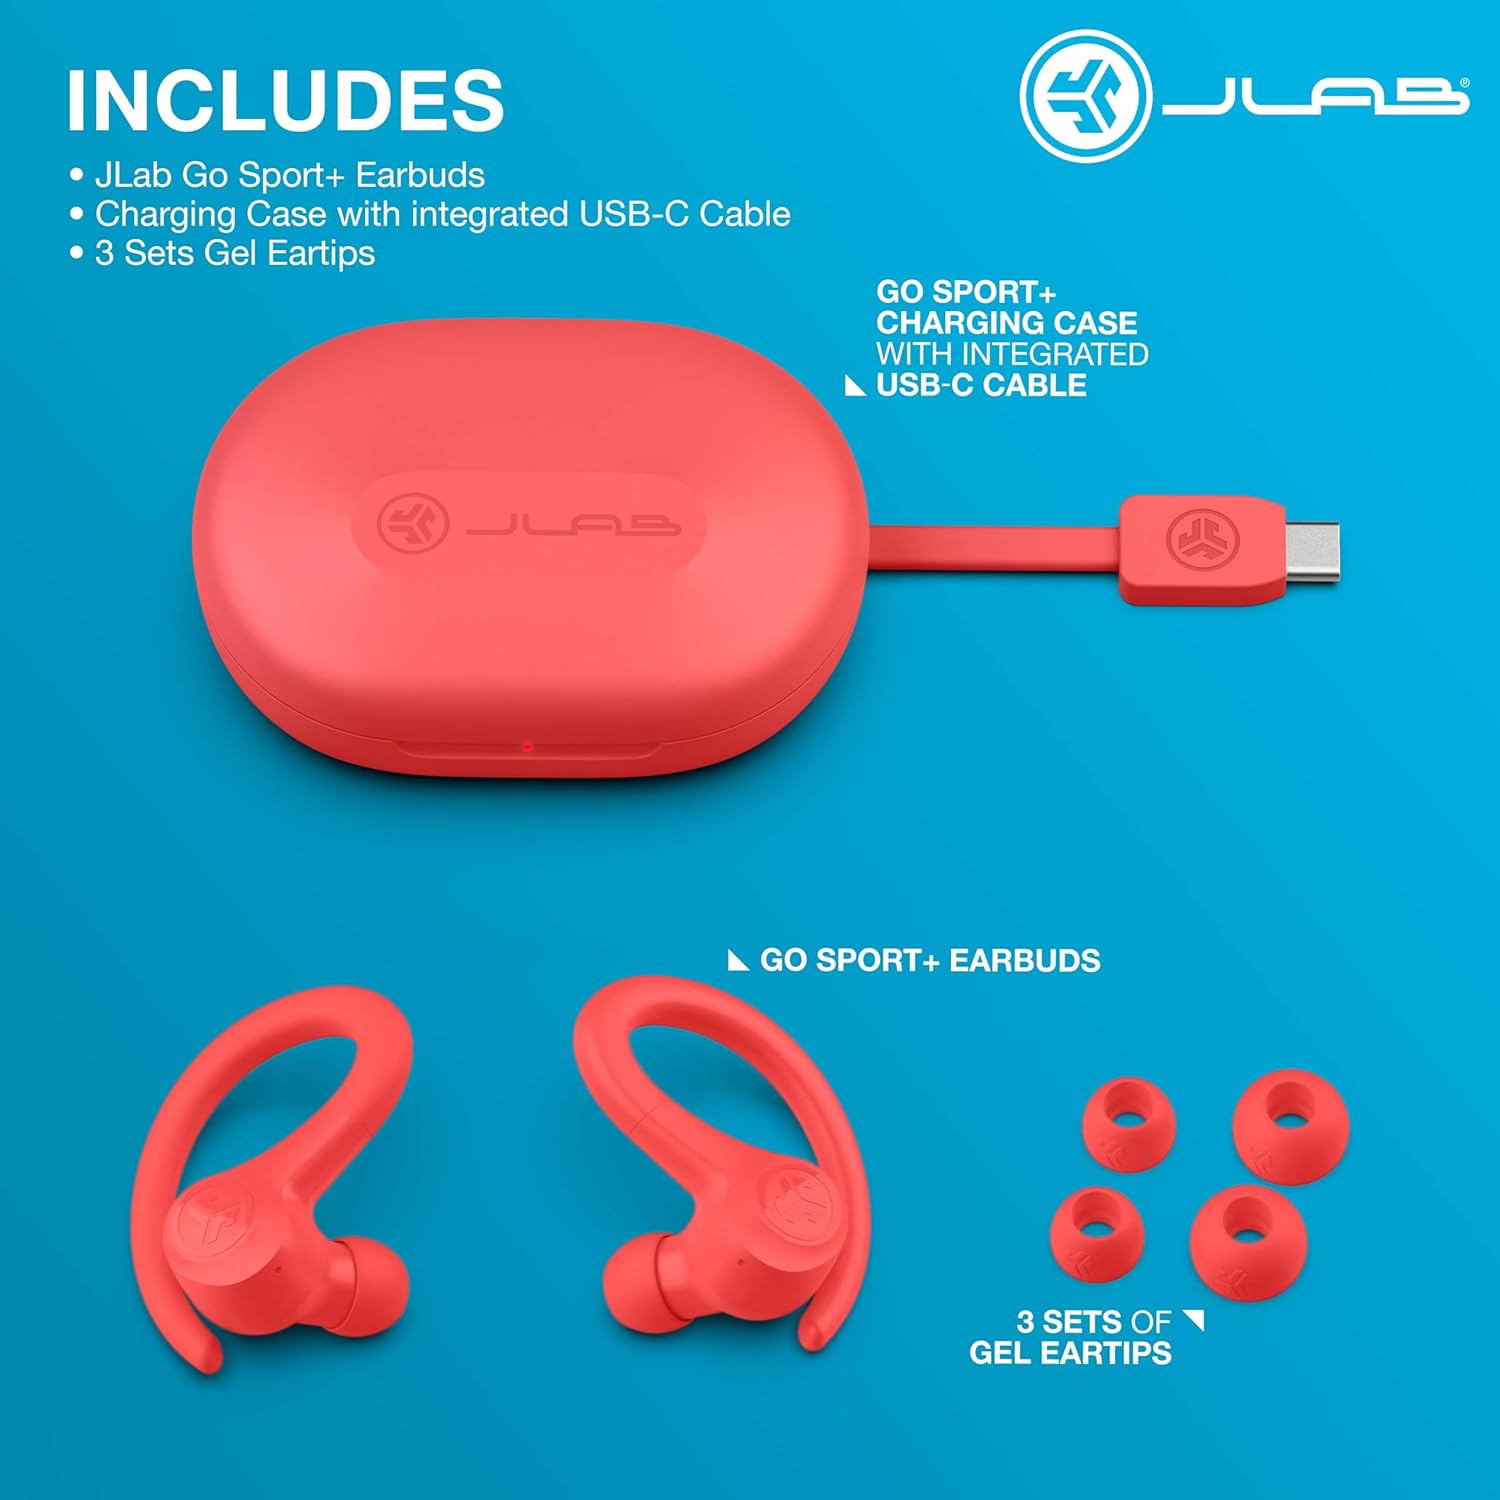 INCLUDES
JLAB®
• JLab Go Sport+ Earbuds
• Charging Case with integrated USB-C Cable
• 3 Sets Gel Eartips
GO SPORT+
CHARGING CASE
WITH INTEGRATED
USB-C CABLE
JLAB
GO SPORT+ EARBUDS
3 SETS OF
GEL EARTIPS